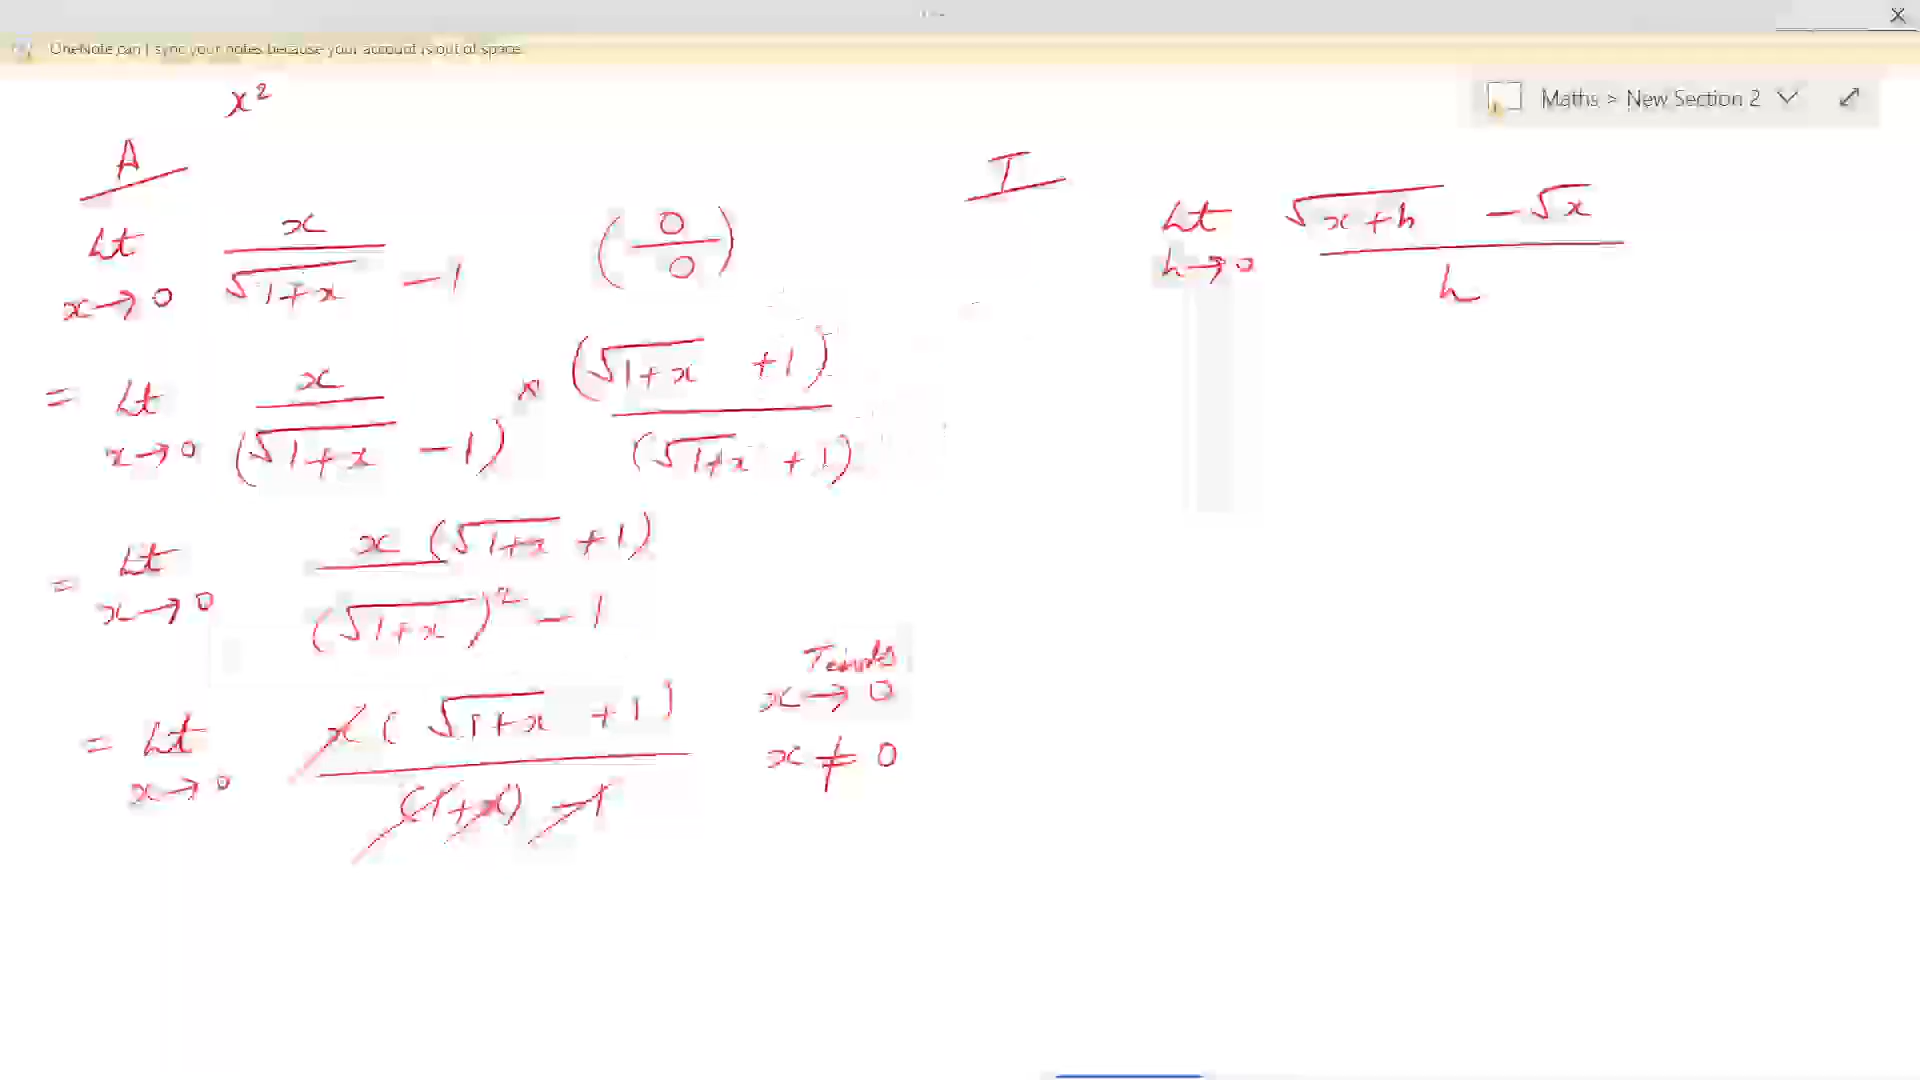 OneNote can't sync your notes because your account is out of space.
Maths > New Section 2
x²
A
Lt x→0 x / √(1+x) − 1 (0/0)
= Lt x→0 x / (√(1+x) − 1) × (√(1+x) + 1) / (√(1+x) + 1)
= Lt x→0 x (√(1+x) + 1) / (√(1+x))² − 1
= Lt x→0 x (√(1+x) + 1) / (1+x) − 1
x→0
x ≠ 0
I
Lt h→0 √(x+h) − √x / h